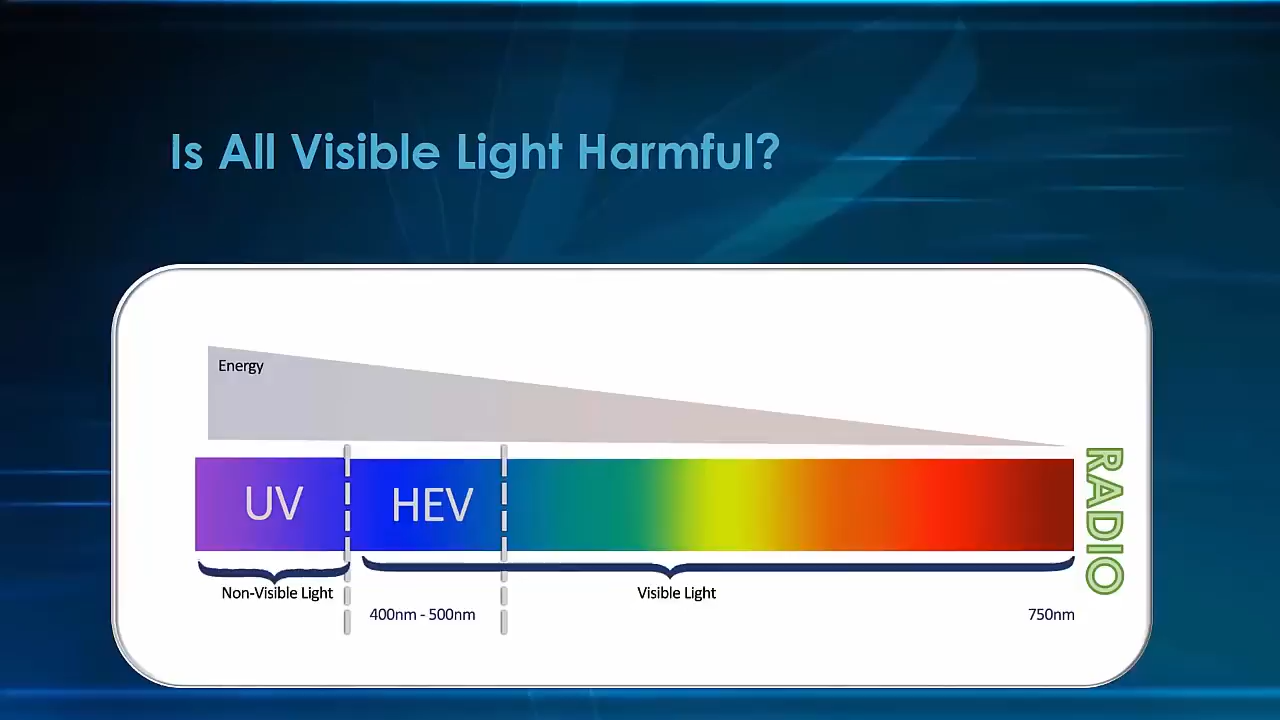 Is All Visible Light Harmful?
Energy
UV
HEV
RADIO
Non-Visible Light
Visible Light
400nm - 500nm
750nm